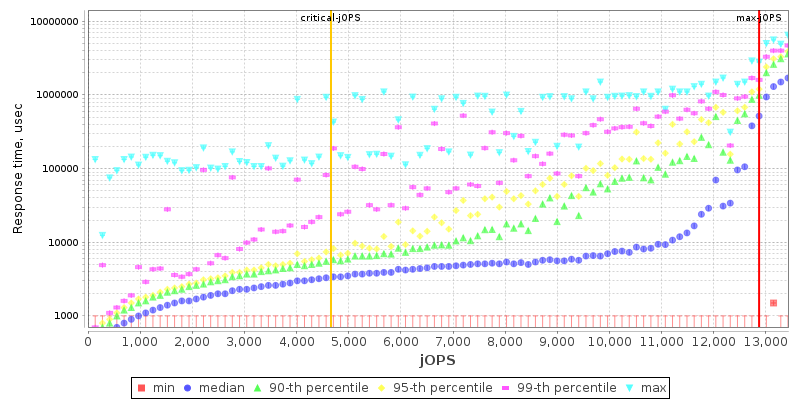 critical-jOPS
max-jOPS
10000000
1000000
100000
10000
1000
Response time, usec
0
1,000
2,000
3,000
4,000
5,000
6,000
7,000
8,000
9,000
10,000
11,000
12,000
13,000
jOPS
min
median
90-th percentile
95-th percentile
99-th percentile
max